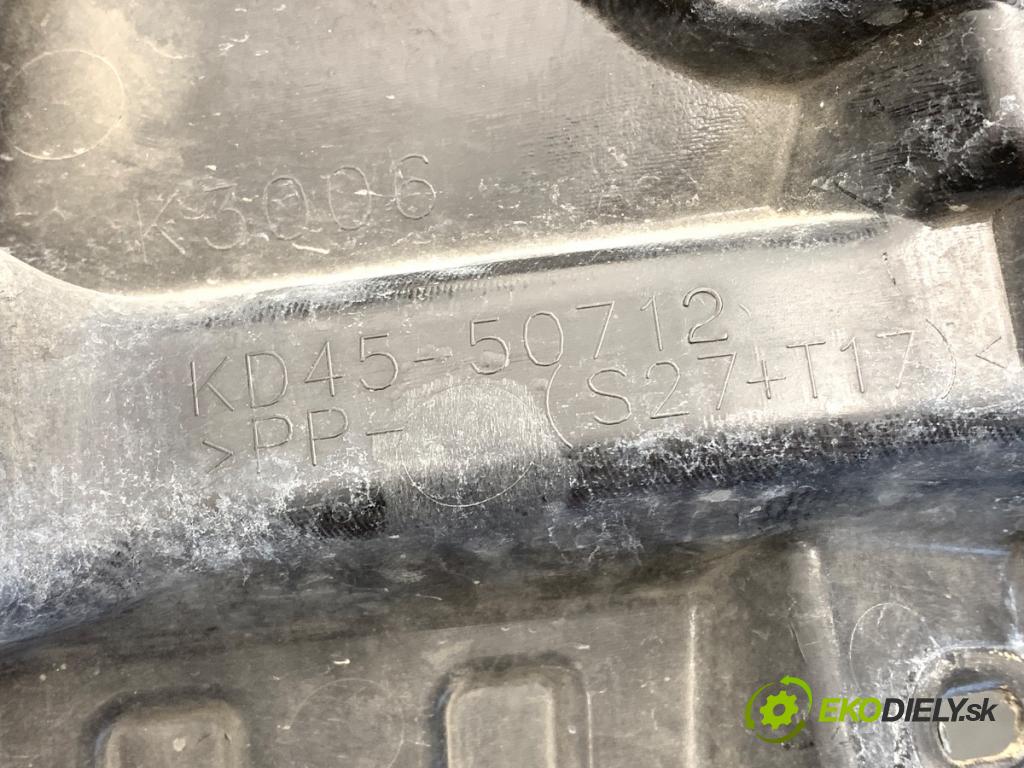 K3006
KD45-50712
>PP-(S27+T17)<
EKODIELY.sk